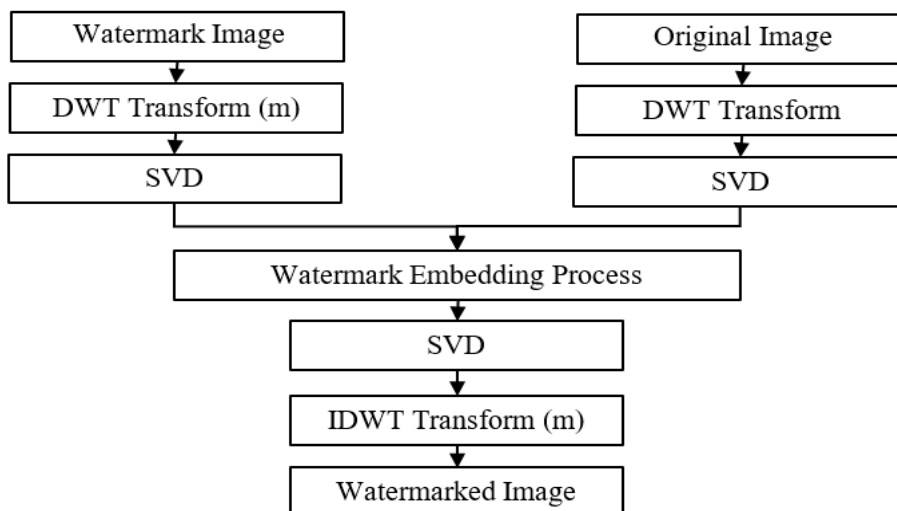 Watermark Image
Original Image
DWT Transform (m)
DWT Transform
SVD
SVD
Watermark Embedding Process
SVD
IDWT Transform (m)
Watermarked Image